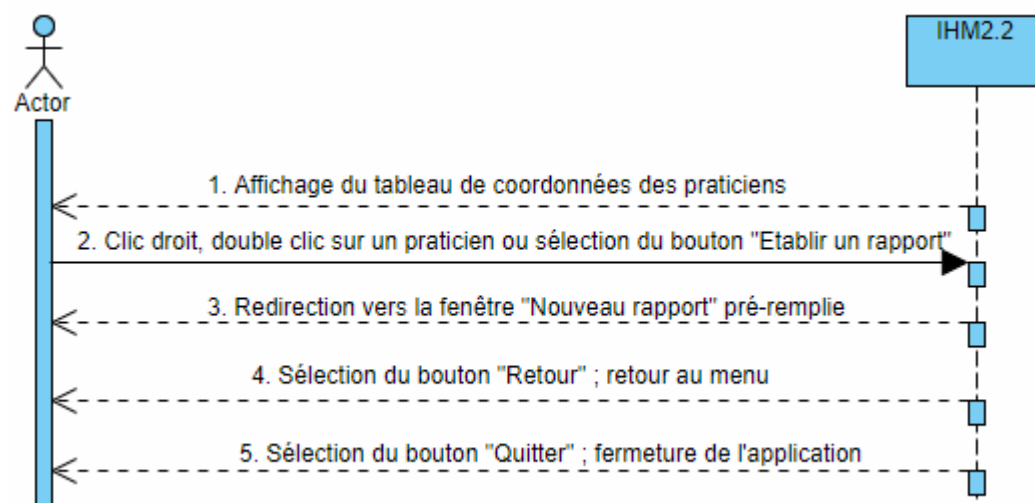 IHM2.2
Actor
1. Affichage du tableau de coordonnées des praticiens
2. Clic droit, double clic sur un praticien ou sélection du bouton "Etablir un rapport"
3. Redirection vers la fenêtre "Nouveau rapport" pré-remplie
4. Sélection du bouton "Retour" ; retour au menu
5. Sélection du bouton "Quitter" ; fermeture de l'application